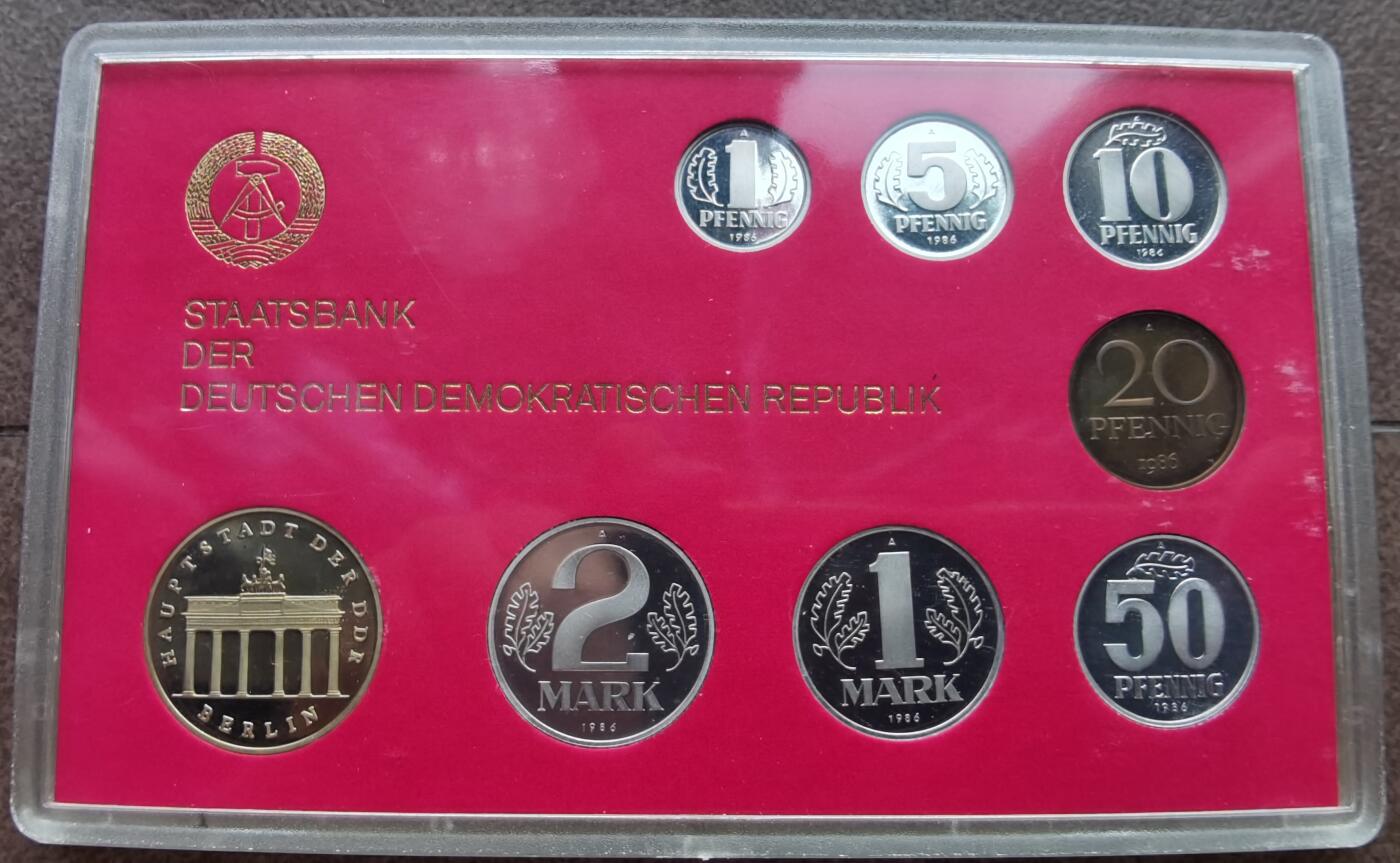 1
PFENNIG
1986
A
5
PFENNIG
1986
A
10
PFENNIG
1986
STAATSBANK
DER
DEUTSCHEN DEMOKRATISCHEN REPUBLIK
A
20
PFENNIG
1986
HAUPTSTADT DER DDR
BERLIN
A
2
MARK
1986
A
1
MARK
1986
A
50
PFENNIG
1986